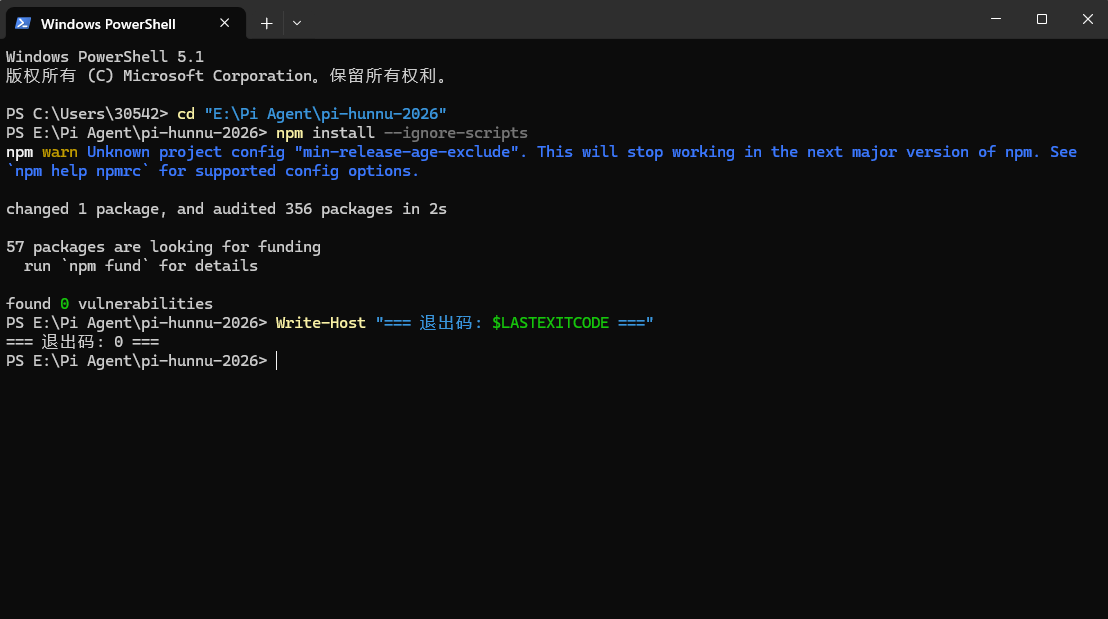 Windows PowerShell
Windows PowerShell 5.1
版权所有 (C) Microsoft Corporation。保留所有权利。
PS C:\Users\30542> cd "E:\Pi Agent\pi-hunnu-2026"
PS E:\Pi Agent\pi-hunnu-2026> npm install --ignore-scripts
npm warn Unknown project config "min-release-age-exclude". This will stop working in the next major version of npm. See
`npm help npmrc` for supported config options.
changed 1 package, and audited 356 packages in 2s
57 packages are looking for funding
  run `npm fund` for details
found 0 vulnerabilities
PS E:\Pi Agent\pi-hunnu-2026> Write-Host "=== 退出码: $LASTEXITCODE ==="
=== 退出码: 0 ===
PS E:\Pi Agent\pi-hunnu-2026>